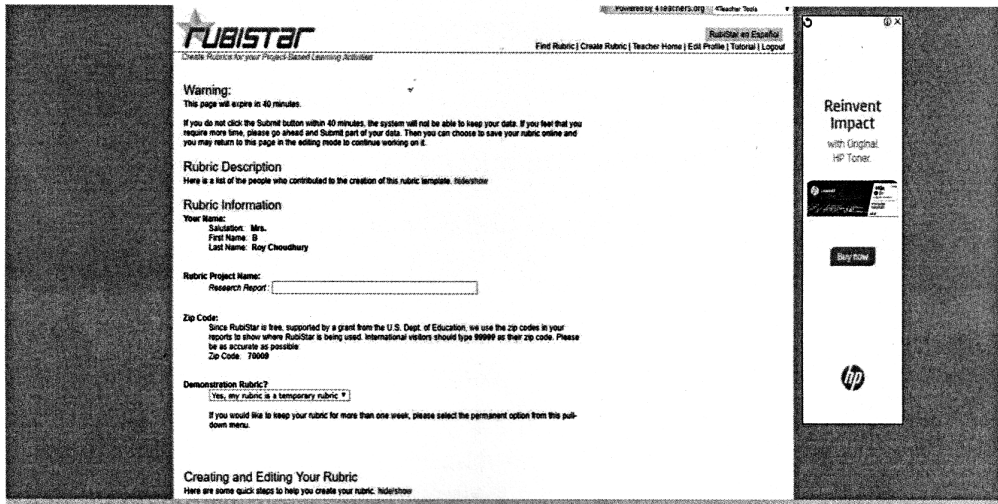 Powered by 4teachers.org 4Teacher Tools
RUBISTAR
Create Rubrics for your Project-Based Learning Activities
RubiStar en Español
Find Rubric | Create Rubric | Teacher Home | Edit Profile | Tutorial | Logout
Warning:
This page will expire in 40 minutes.
If you do not click the Submit button within 40 minutes, the system will not be able to keep your data. If you feel that you
require more time, please go ahead and Submit part of your data. Then you can choose to save your rubric online and
you may return to this page in the editing mode to continue working on it.
Rubric Description
Here is a list of the people who contributed to the creation of this rubric template. hide/show
Rubric Information
Your Name:
Salutation: Mrs.
First Name: B
Last Name: Roy Choudhury
Rubric Project Name:
Research Report :
Zip Code:
Since RubiStar is free, supported by a grant from the U.S. Dept. of Education, we use the zip codes in your
reports to show where RubiStar is being used. International visitors should type 99999 as their zip code. Please
be as accurate as possible
Zip Code: 70009
Demonstration Rubric?
Yes, my rubric is a temporary rubric
If you would like to keep your rubric for more than one week, please select the permanent option from this pull-
down menu.
Creating and Editing Your Rubric
Here are some quick steps to help you create your rubric. hide/show
Reinvent
Impact
with Original
HP Toner.
Buy now
hp